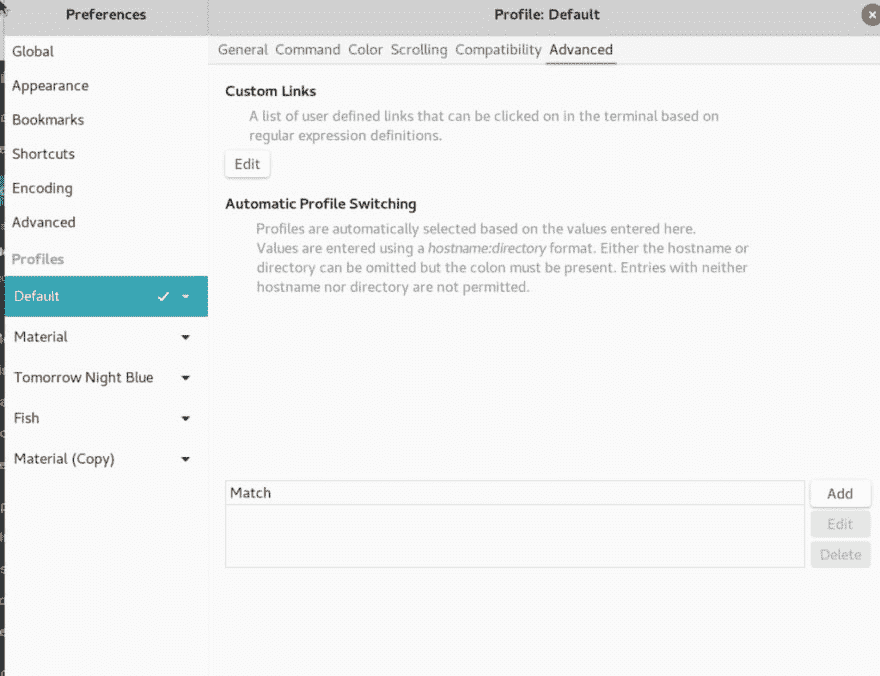 Preferences
Profile: Default
Global
Appearance
Bookmarks
Shortcuts
Encoding
Advanced
Profiles
Default
Material
Tomorrow Night Blue
Fish
Material (Copy)
General Command Color Scrolling Compatibility Advanced
Custom Links
A list of user defined links that can be clicked on in the terminal based on
regular expression definitions.
Edit
Automatic Profile Switching
Profiles are automatically selected based on the values entered here.
Values are entered using a hostname:directory format. Either the hostname or
directory can be omitted but the colon must be present. Entries with neither
hostname nor directory are not permitted.
Match
Add
Edit
Delete